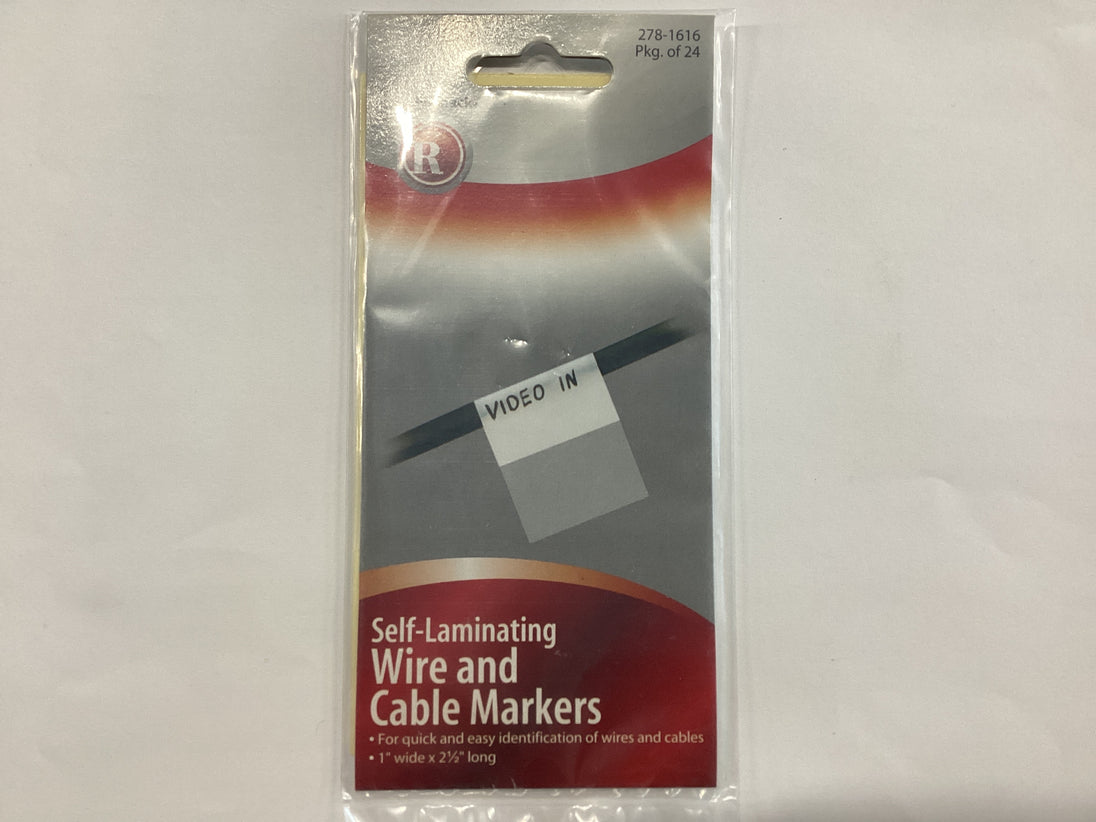 278-1616
Pkg. of 24
R
VIDEO IN
Self-Laminating
Wire and
Cable Markers
• For quick and easy identification of wires and cables
• 1" wide x 2½" long